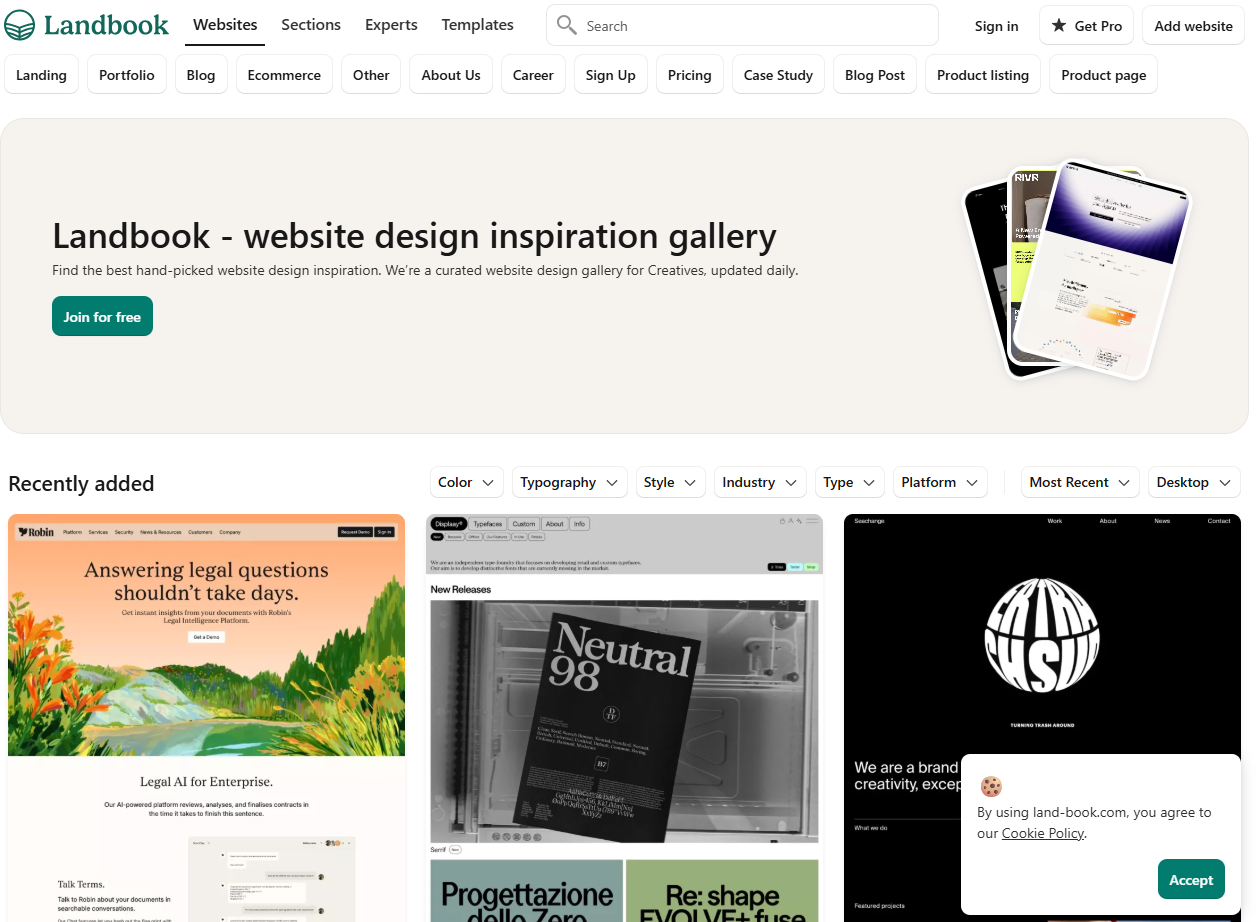 Landbook
Websites
Sections
Experts
Templates
Search
Sign in
Get Pro
Add website
Landing
Portfolio
Blog
Ecommerce
Other
About Us
Career
Sign Up
Pricing
Case Study
Blog Post
Product listing
Product page
Landbook - website design inspiration gallery
Find the best hand-picked website design inspiration. We're a curated website design gallery for Creatives, updated daily.
Join for free
RIVR
Recently added
Color
Typography
Style
Industry
Type
Platform
Most Recent
Desktop
Robin
Platform
Services
Security
News & Resources
Customers
Company
Request Demo
Sign In
Answering legal questions
shouldn't take days.
Get instant insights from your documents with Robin's
Legal Intelligence Platform.
Get a Demo
Legal AI for Enterprise.
Our AI-powered platform reviews, analyses, and finalises contracts in
the time it takes to finish this sentence.
Talk Terms.
Talk to Robin about your documents in
searchable conversations.
Displaay
Typefaces
Custom
About
Info
We are an independent type foundry that focuses on developing retail and custom typefaces.
Our aim is to develop distinctive fonts that are currently missing in the market.
New Releases
Neutral
98
Serif
New
Progettazione
dello Zero
Re: shape
EVOLVE+ fuse
Seachange
Work
About
News
Contact
TURNING TRASH AROUND
We are a brand
creativity, excep
What we do
Featured projects
By using land-book.com, you agree to
our Cookie Policy.
Accept